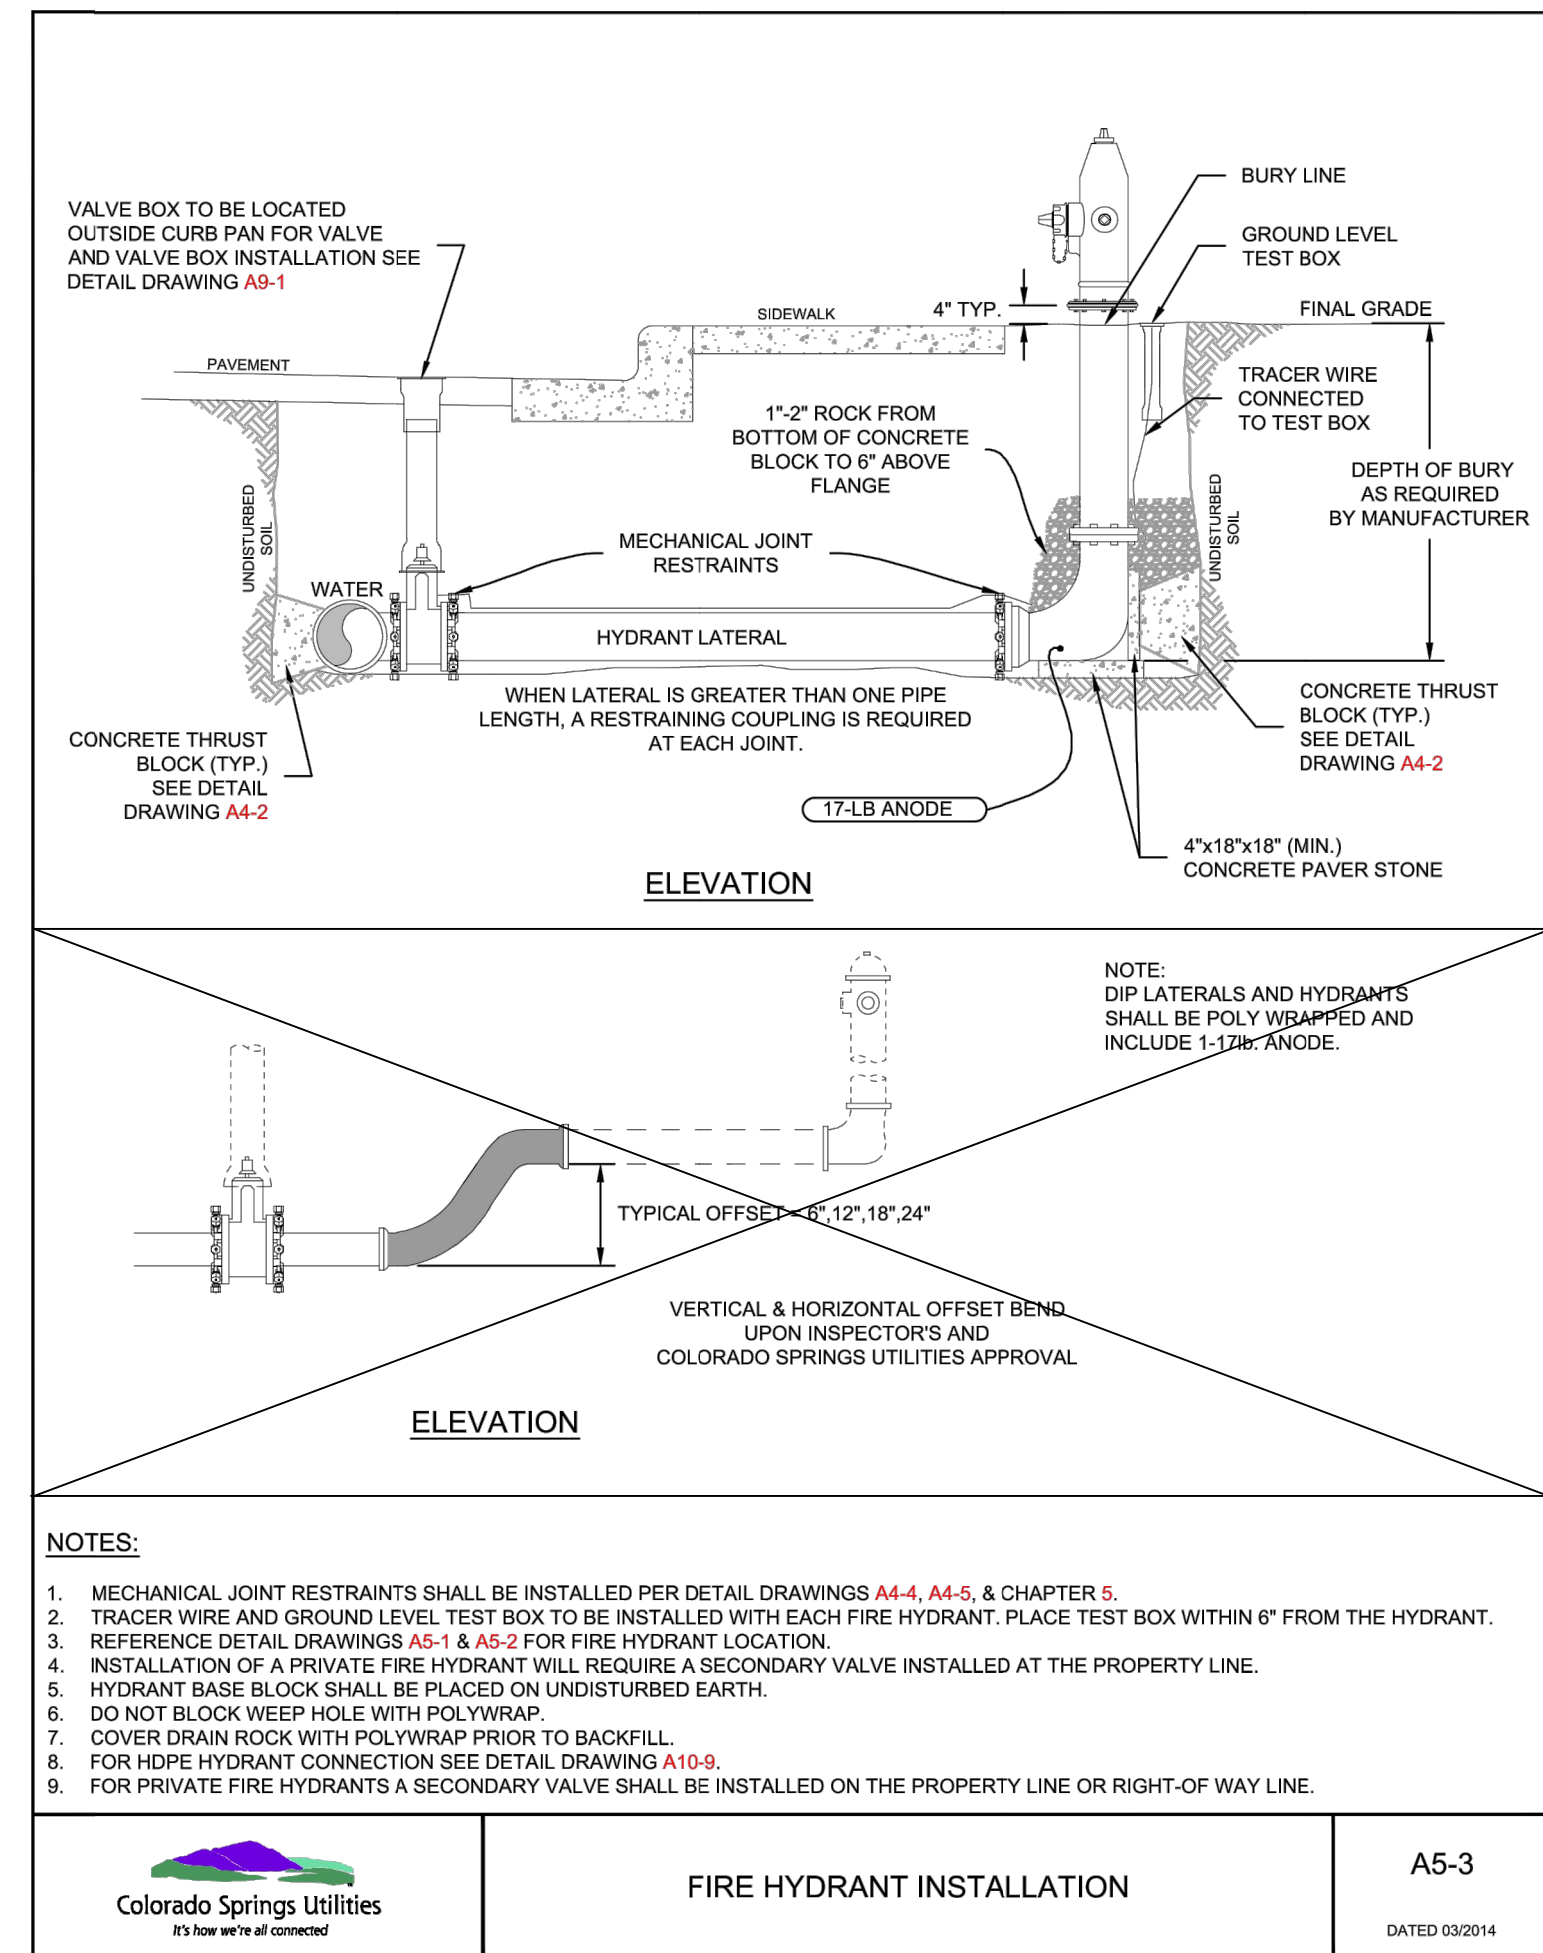 VALVE BOX TO BE LOCATED
OUTSIDE CURB PAN FOR VALVE
AND VALVE BOX INSTALLATION SEE
DETAIL DRAWING A9-1
BURY LINE
GROUND LEVEL
TEST BOX
4" TYP.
SIDEWALK
FINAL GRADE
PAVEMENT
TRACER WIRE
CONNECTED
TO TEST BOX
1"-2" ROCK FROM
BOTTOM OF CONCRETE
BLOCK TO 6" ABOVE
FLANGE
DEPTH OF BURY
AS REQUIRED
BY MANUFACTURER
UNDISTURBED
SOIL
UNDISTURBED
SOIL
MECHANICAL JOINT
RESTRAINTS
WATER
HYDRANT LATERAL
WHEN LATERAL IS GREATER THAN ONE PIPE
LENGTH, A RESTRAINING COUPLING IS REQUIRED
AT EACH JOINT.
CONCRETE THRUST
BLOCK (TYP.)
SEE DETAIL
DRAWING A4-2
CONCRETE THRUST
BLOCK (TYP.)
SEE DETAIL
DRAWING A4-2
17-LB ANODE
4"x18"x18" (MIN.)
CONCRETE PAVER STONE
ELEVATION
NOTE:
DIP LATERALS AND HYDRANTS
SHALL BE POLY WRAPPED AND
INCLUDE 1-17lb. ANODE.
TYPICAL OFFSET = 6",12",18",24"
VERTICAL & HORIZONTAL OFFSET BEND
UPON INSPECTOR'S AND
COLORADO SPRINGS UTILITIES APPROVAL
ELEVATION
NOTES:
1. MECHANICAL JOINT RESTRAINTS SHALL BE INSTALLED PER DETAIL DRAWINGS A4-4, A4-5, & CHAPTER 5.
2. TRACER WIRE AND GROUND LEVEL TEST BOX TO BE INSTALLED WITH EACH FIRE HYDRANT. PLACE TEST BOX WITHIN 6" FROM THE HYDRANT.
3. REFERENCE DETAIL DRAWINGS A5-1 & A5-2 FOR FIRE HYDRANT LOCATION.
4. INSTALLATION OF A PRIVATE FIRE HYDRANT WILL REQUIRE A SECONDARY VALVE INSTALLED AT THE PROPERTY LINE.
5. HYDRANT BASE BLOCK SHALL BE PLACED ON UNDISTURBED EARTH.
6. DO NOT BLOCK WEEP HOLE WITH POLYWRAP.
7. COVER DRAIN ROCK WITH POLYWRAP PRIOR TO BACKFILL.
8. FOR HDPE HYDRANT CONNECTION SEE DETAIL DRAWING A10-9.
9. FOR PRIVATE FIRE HYDRANTS A SECONDARY VALVE SHALL BE INSTALLED ON THE PROPERTY LINE OR RIGHT-OF WAY LINE.
Colorado Springs Utilities
It's how we're all connected
FIRE HYDRANT INSTALLATION
A5-3
DATED 03/2014